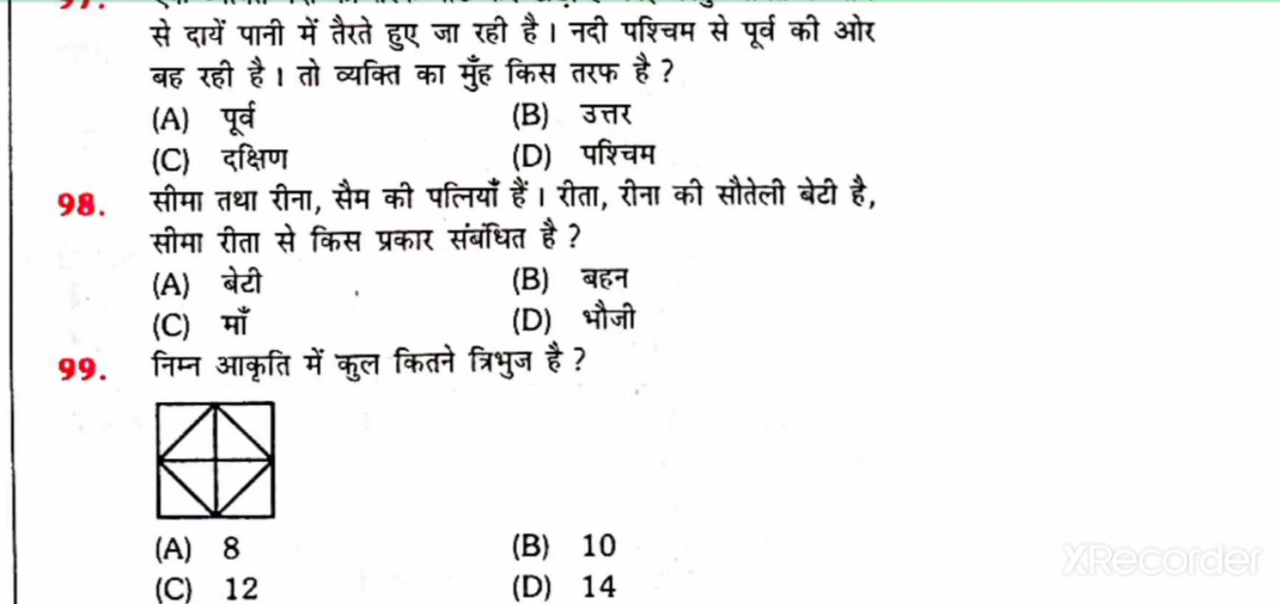 97.
से दायें पानी में तैरते हुए जा रही है। नदी पश्चिम से पूर्व की ओर
बह रही है। तो व्यक्ति का मुँह किस तरफ है ?
(A) पूर्व (B) उत्तर
(C) दक्षिण (D) पश्चिम
98. सीमा तथा रीना, सैम की पत्नियाँ हैं। रीता, रीना की सौतेली बेटी है,
सीमा रीता से किस प्रकार संबंधित है ?
(A) बेटी (B) बहन
(C) माँ (D) भौजी
99. निम्न आकृति में कुल कितने त्रिभुज है ?
(A) 8 (B) 10
(C) 12 (D) 14
XRecorder